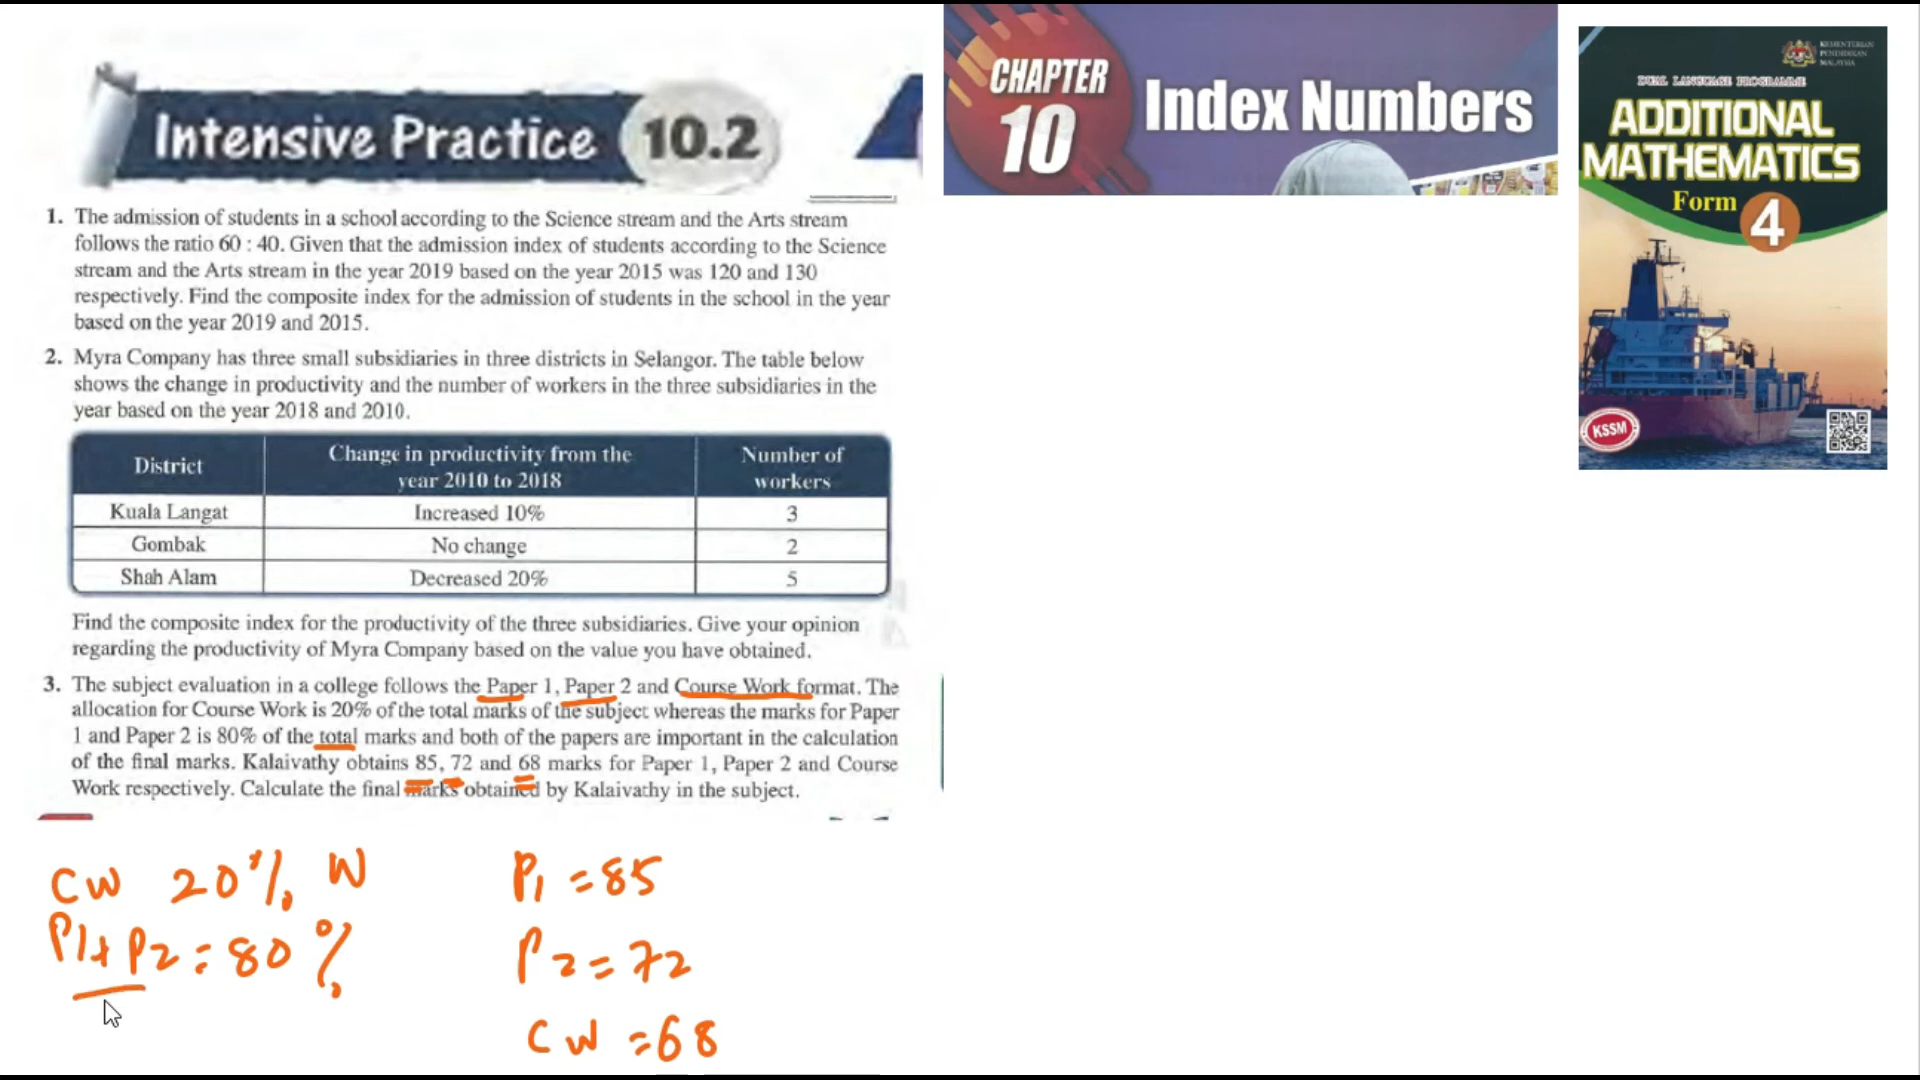 Intensive Practice 10.2
1. The admission of students in a school according to the Science stream and the Arts stream
follows the ratio 60 : 40. Given that the admission index of students according to the Science
stream and the Arts stream in the year 2019 based on the year 2015 was 120 and 130
respectively. Find the composite index for the admission of students in the school in the year
based on the year 2019 and 2015.
2. Myra Company has three small subsidiaries in three districts in Selangor. The table below
shows the change in productivity and the number of workers in the three subsidiaries in the
year based on the year 2018 and 2010.
District
Change in productivity from the
year 2010 to 2018
Number of
workers
Kuala Langat Increased 10% 3
Gombak No change 2
Shah Alam Decreased 20% 5
Find the composite index for the productivity of the three subsidiaries. Give your opinion
regarding the productivity of Myra Company based on the value you have obtained.
3. The subject evaluation in a college follows the Paper 1, Paper 2 and Course Work format. The
allocation for Course Work is 20% of the total marks of the subject whereas the marks for Paper
1 and Paper 2 is 80% of the total marks and both of the papers are important in the calculation
of the final marks. Kalaivathy obtains 85, 72 and 68 marks for Paper 1, Paper 2 and Course
Work respectively. Calculate the final marks obtained by Kalaivathy in the subject.
CW 20% W
P1+P2=80%
P1=85
P2=72
CW=68
CHAPTER
10
Index Numbers
KEMENTERIAN
PENDIDIKAN
MALAYSIA
DUAL LANGUAGE PROGRAMME
ADDITIONAL
MATHEMATICS
Form 4
KSSM